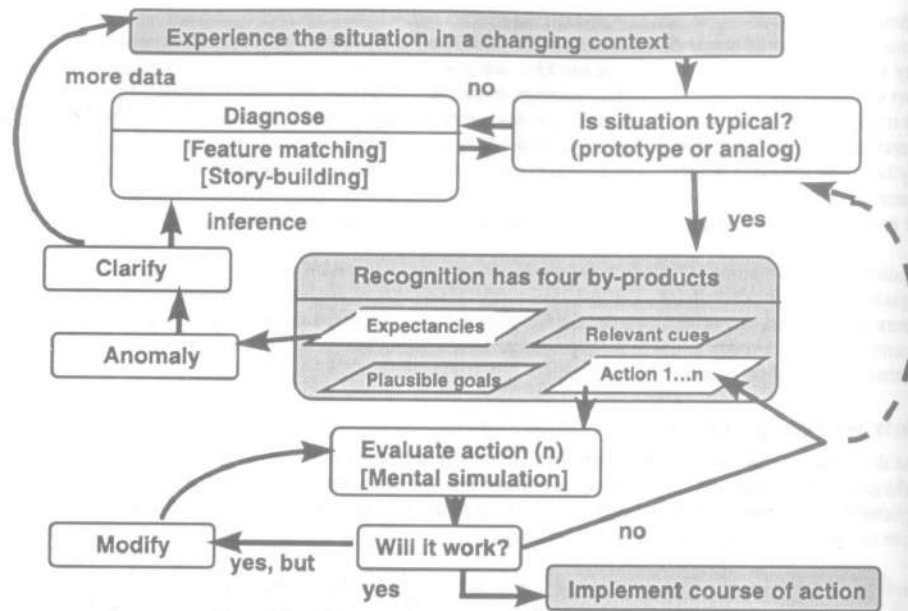 Experience the situation in a changing context
more data
no
Diagnose
[Feature matching]
[Story-building]
Is situation typical?
(prototype or analog)
inference
yes
Clarify
Recognition has four by-products
Expectancies
Relevant cues
Anomaly
Plausible goals
Action 1...n
Evaluate action (n)
[Mental simulation]
no
Modify
yes, but
Will it work?
yes
Implement course of action